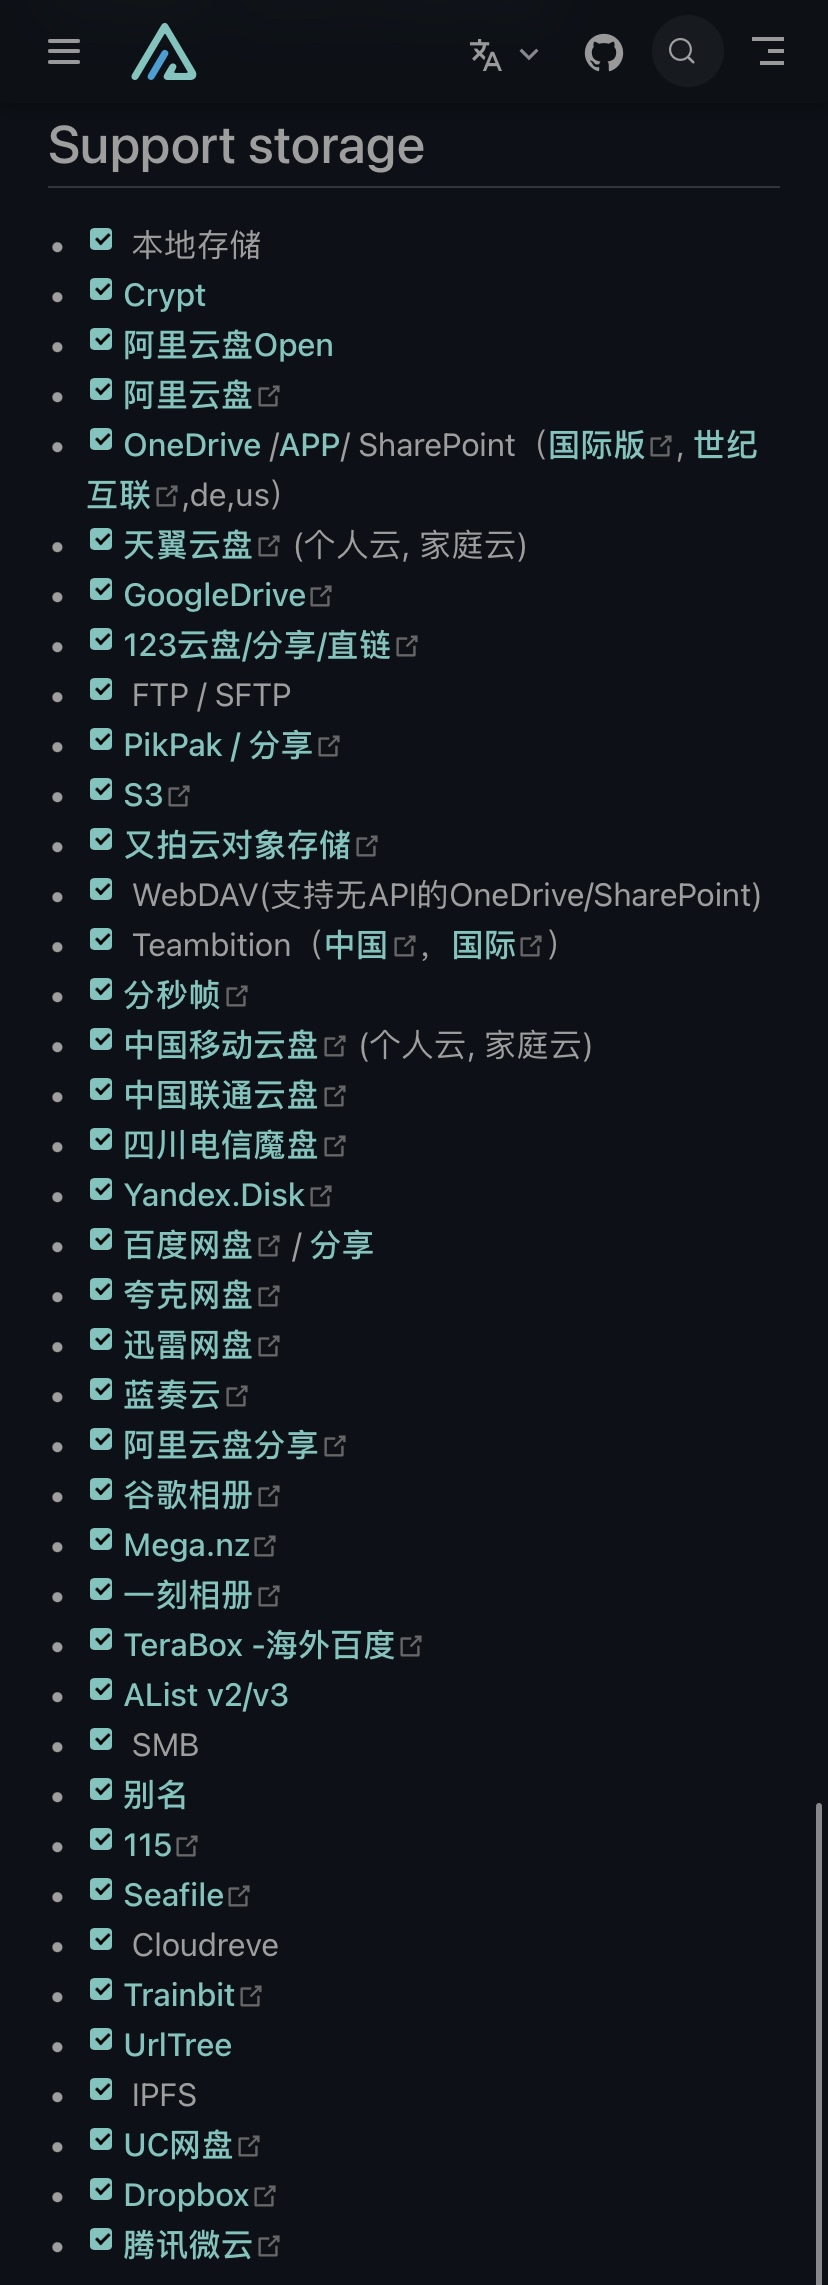 Support storage
本地存储
Crypt
阿里云盘Open
阿里云盘
OneDrive /APP/ SharePoint（国际版, 世纪
互联,de,us）
天翼云盘 (个人云, 家庭云)
GoogleDrive
123云盘/分享/直链
FTP / SFTP
PikPak / 分享
S3
又拍云对象存储
WebDAV(支持无API的OneDrive/SharePoint)
Teambition（中国，国际）
分秒帧
中国移动云盘 (个人云, 家庭云)
中国联通云盘
四川电信魔盘
Yandex.Disk
百度网盘 / 分享
夸克网盘
迅雷网盘
蓝奏云
阿里云盘分享
谷歌相册
Mega.nz
一刻相册
TeraBox -海外百度
AList v2/v3
SMB
别名
115
Seafile
Cloudreve
Trainbit
UrlTree
IPFS
UC网盘
Dropbox
腾讯微云